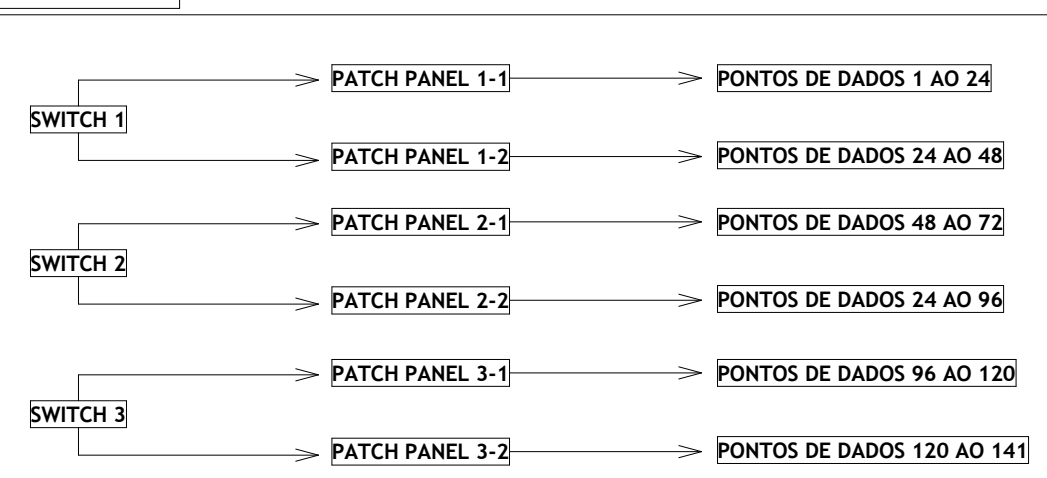 PATCH PANEL 1-1 PONTOS DE DADOS 1 AO 24
SWITCH 1
PATCH PANEL 1-2 PONTOS DE DADOS 24 AO 48
PATCH PANEL 2-1 PONTOS DE DADOS 48 AO 72
SWITCH 2
PATCH PANEL 2-2 PONTOS DE DADOS 24 AO 96
PATCH PANEL 3-1 PONTOS DE DADOS 96 AO 120
SWITCH 3
PATCH PANEL 3-2 PONTOS DE DADOS 120 AO 141